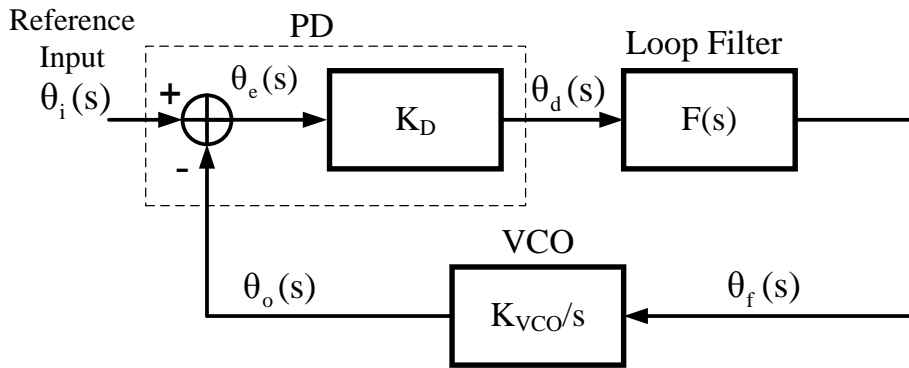 Reference
Input
θi(s)
PD
+
-
θe(s)
KD
θd(s)
Loop Filter
F(s)
VCO
θo(s)
KVCO/s
θf(s)